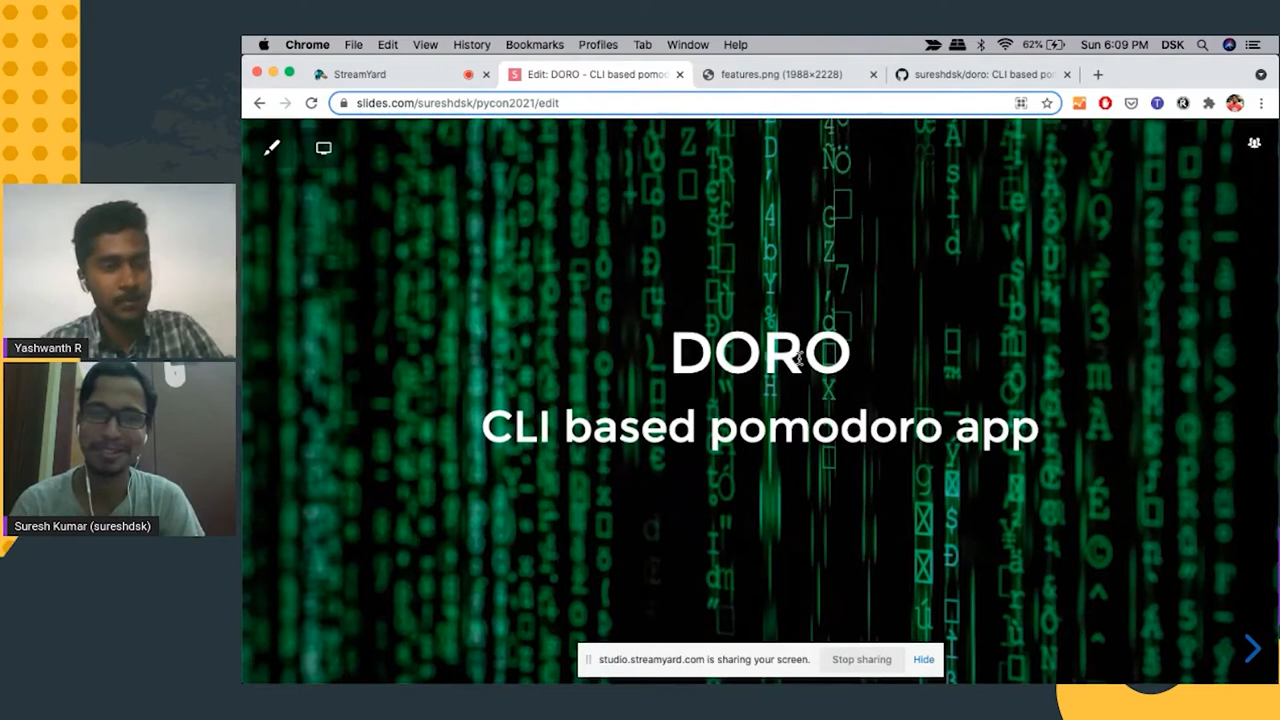 Chrome File Edit View History Bookmarks Profiles Tab Window Help 62% Sun 6:09 PM DSK
StreamYard
Edit: DORO - CLI based pomod
features.png (1988×2228)
sureshdsk/doro: CLI based po
slides.com/sureshdsk/pycon2021/edit
DORO
CLI based pomodoro app
studio.streamyard.com is sharing your screen. Stop sharing Hide
Yashwanth R
Suresh Kumar (sureshdsk)